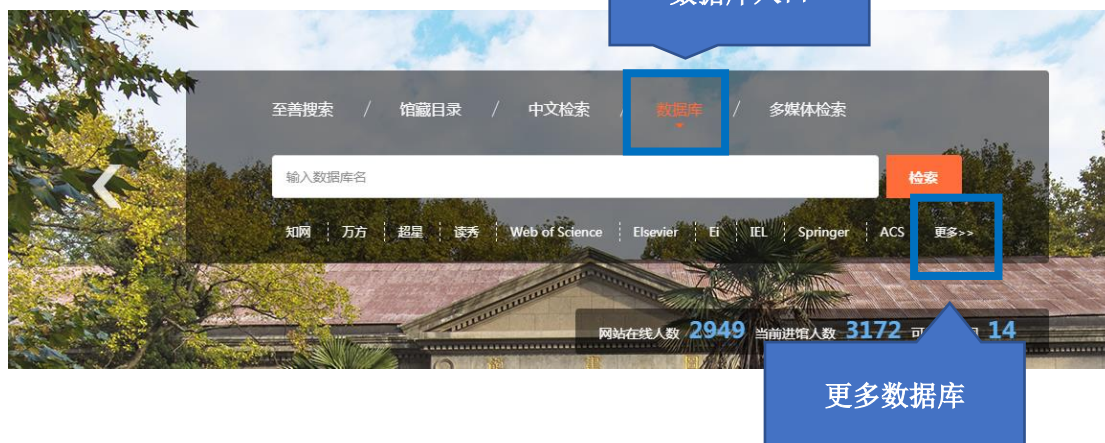 数据库入口
至善搜索 / 馆藏目录 / 中文检索 / 数据库 / 多媒体检索
输入数据库名 检索
知网 万方 超星 读秀 Web of Science Elsevier Ei IEL Springer ACS 更多>>
网站在线人数 2949 当前进馆人数 3172 可 14
更多数据库